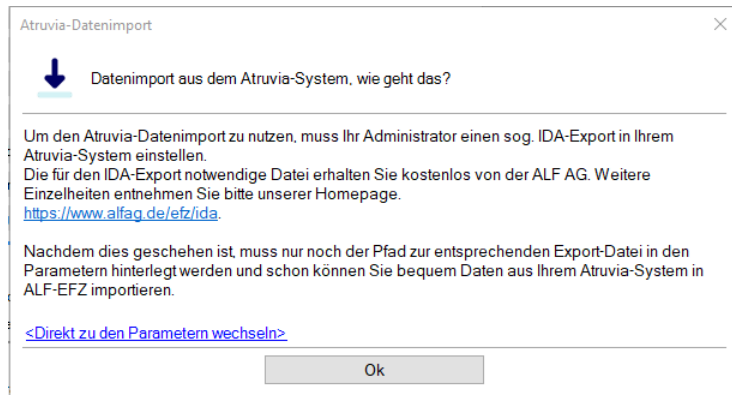 Atruvia-Datenimport
Datenimport aus dem Atruvia-System, wie geht das?
Um den Atruvia-Datenimport zu nutzen, muss Ihr Administrator einen sog. IDA-Export in Ihrem
Atruvia-System einstellen.
Die für den IDA-Export notwendige Datei erhalten Sie kostenlos von der ALF AG. Weitere
Einzelheiten entnehmen Sie bitte unserer Homepage.
https://www.alfag.de/efz/ida.
Nachdem dies geschehen ist, muss nur noch der Pfad zur entsprechenden Export-Datei in den
Parametern hinterlegt werden und schon können Sie bequem Daten aus Ihrem Atruvia-System in
ALF-EFZ importieren.
<Direkt zu den Parametern wechseln>
Ok